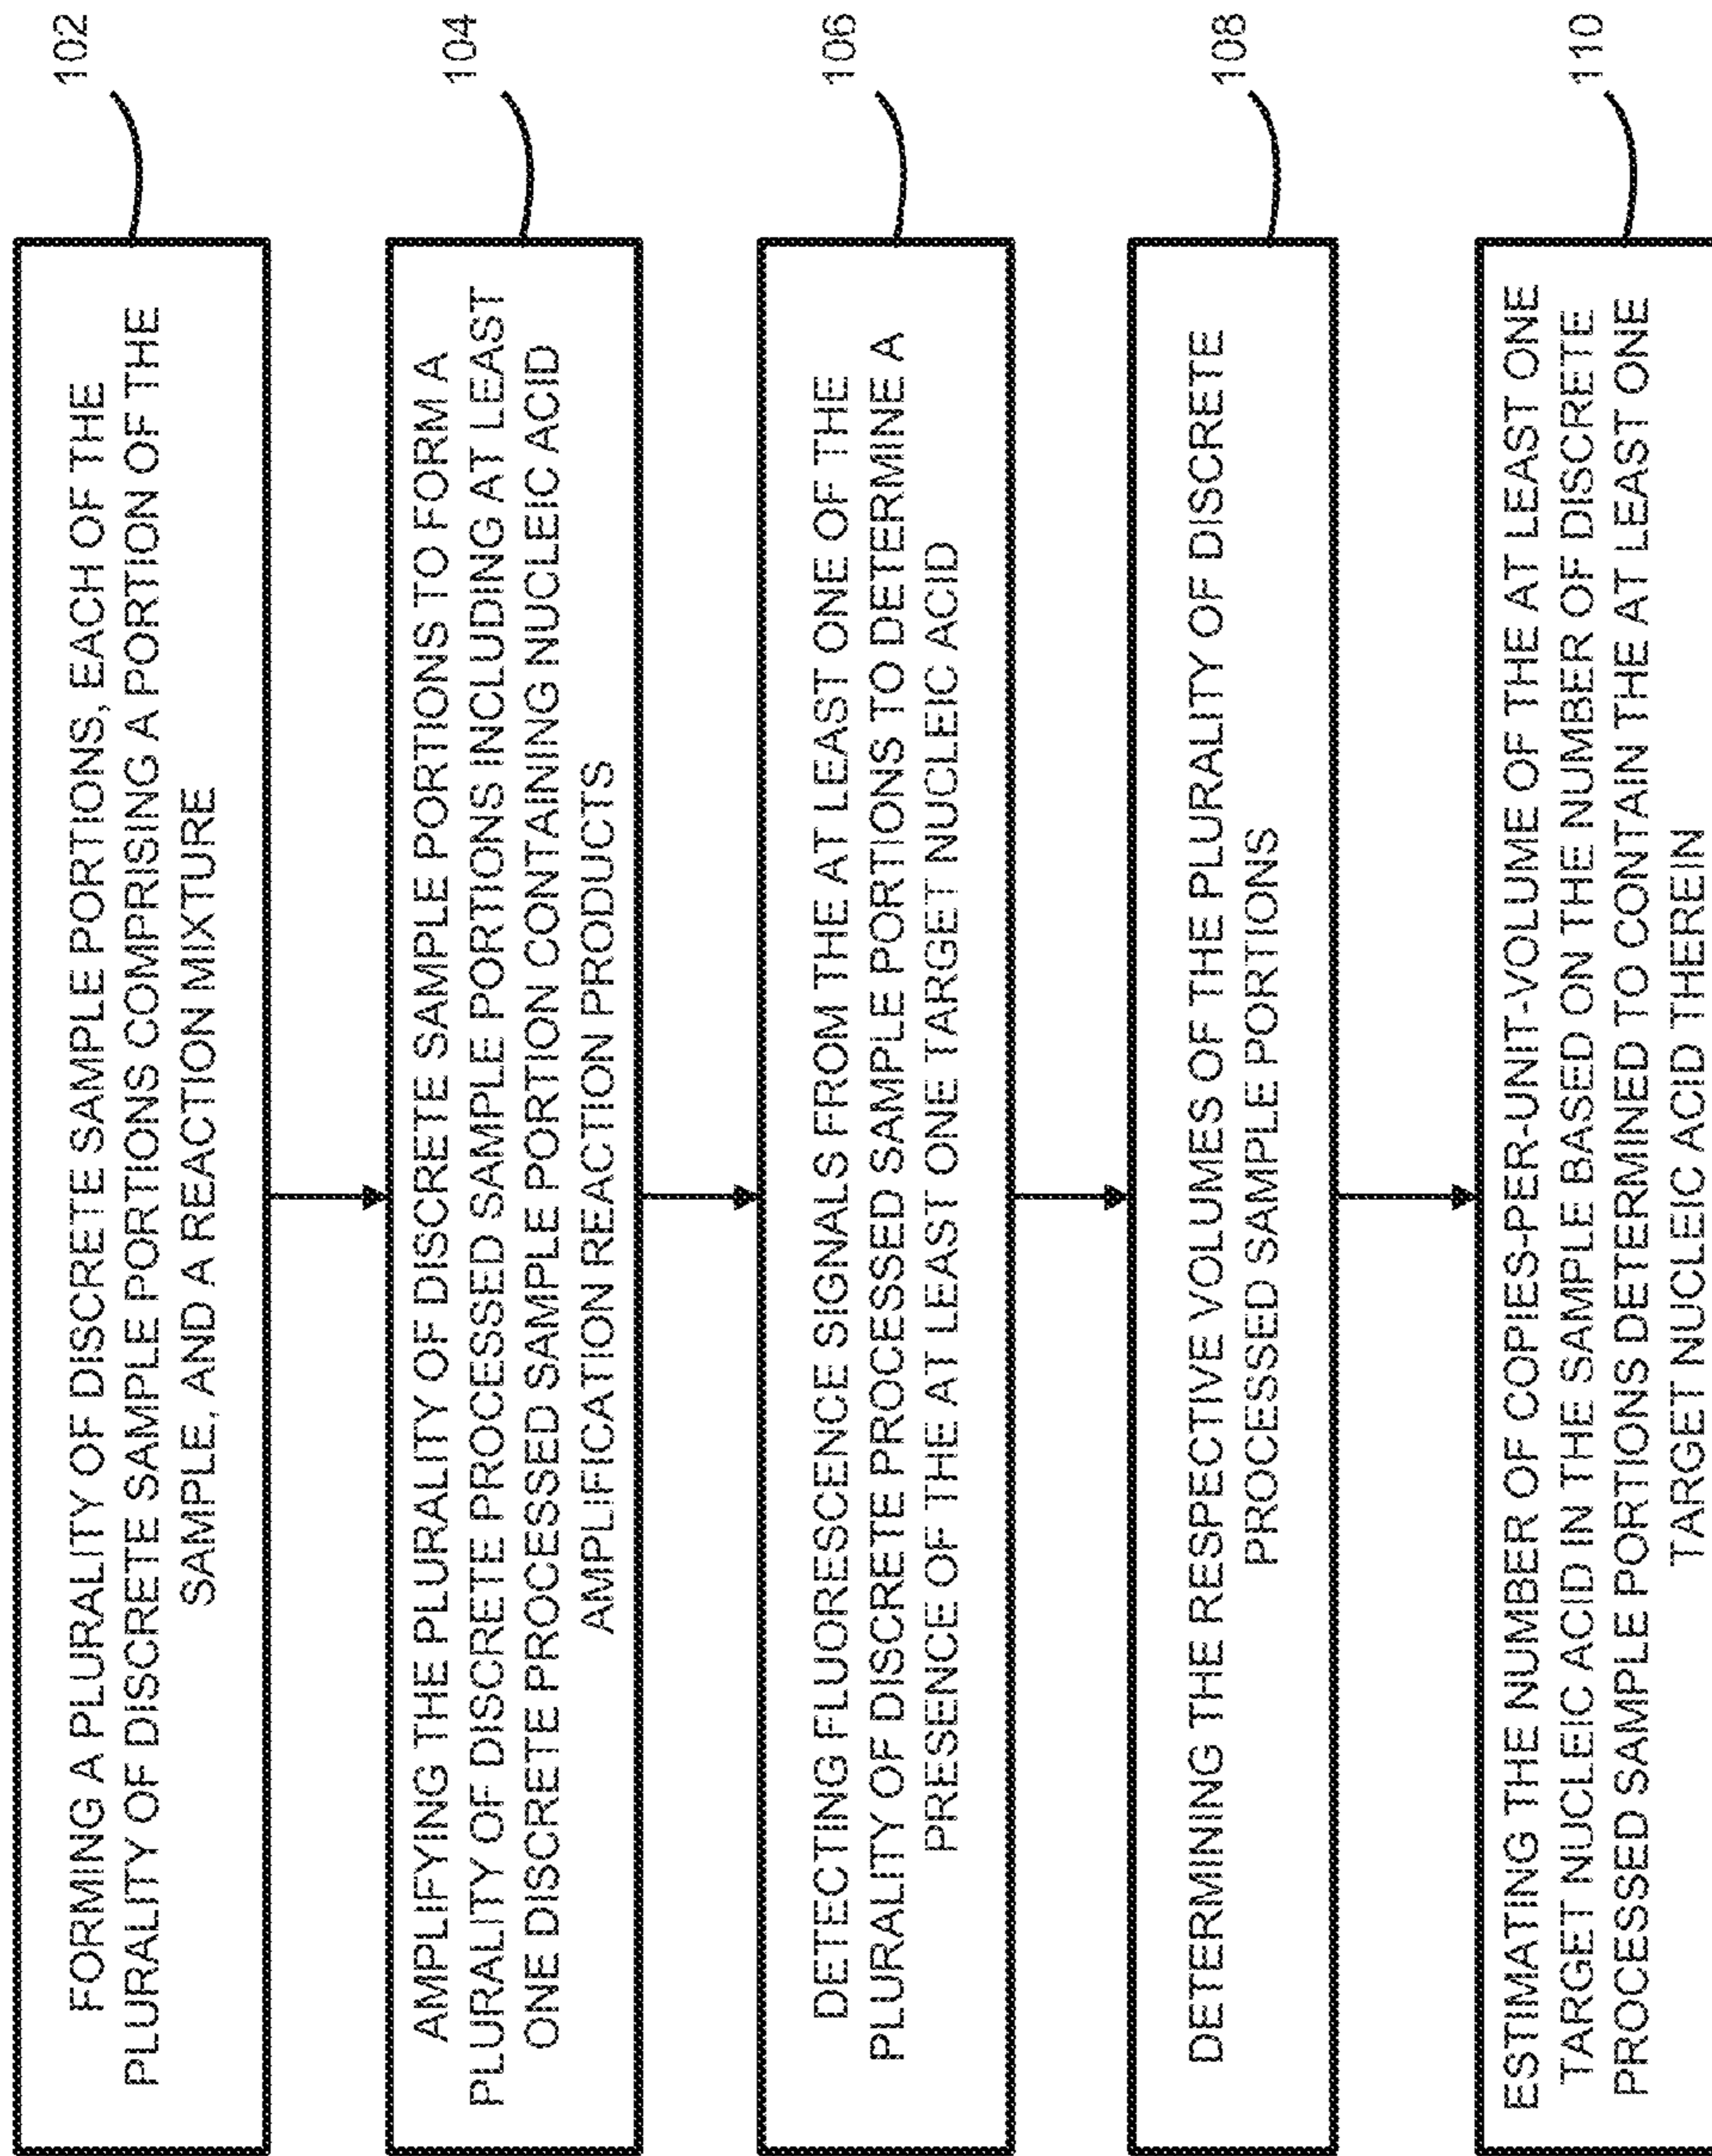 FORMING A PLURALITY OF DISCRETE SAMPLE PORTIONS, EACH OF THE
PLURALITY OF DISCRETE SAMPLE PORTIONS COMPRISING A PORTION OF THE
SAMPLE, AND A REACTION MIXTURE
102
AMPLIFYING THE PLURALITY OF DISCRETE SAMPLE PORTIONS TO FORM A
PLURALITY OF DISCRETE PROCESSED SAMPLE PORTIONS INCLUDING AT LEAST
ONE DISCRETE PROCESSED SAMPLE PORTION CONTAINING NUCLEIC ACID
AMPLIFICATION REACTION PRODUCTS
104
DETECTING FLUORESCENCE SIGNALS FROM THE AT LEAST ONE OF THE
PLURALITY OF DISCRETE PROCESSED SAMPLE PORTIONS TO DETERMINE A
PRESENCE OF THE AT LEAST ONE TARGET NUCLEIC ACID
106
DETERMINING THE RESPECTIVE VOLUMES OF THE PLURALITY OF DISCRETE
PROCESSED SAMPLE PORTIONS
108
ESTIMATING THE NUMBER OF COPIES-PER-UNIT-VOLUME OF THE AT LEAST ONE
TARGET NUCLEIC ACID IN THE SAMPLE BASED ON THE NUMBER OF DISCRETE
PROCESSED SAMPLE PORTIONS DETERMINED TO CONTAIN THE AT LEAST ONE
TARGET NUCLEIC ACID THEREIN
110